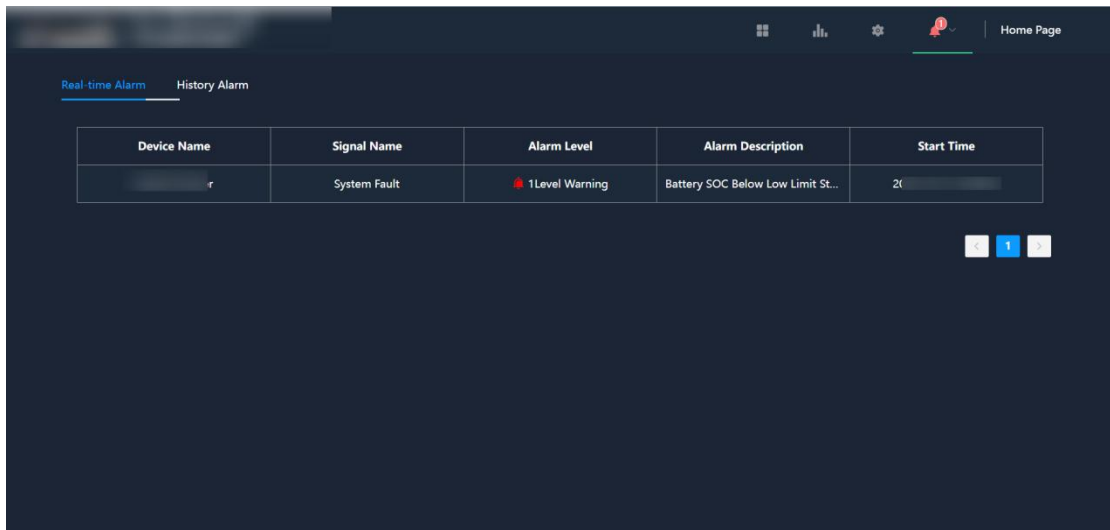 1
Home Page
Real-time Alarm History Alarm
Device Name Signal Name Alarm Level Alarm Description Start Time
System Fault 1Level Warning Battery SOC Below Low Limit St...
1